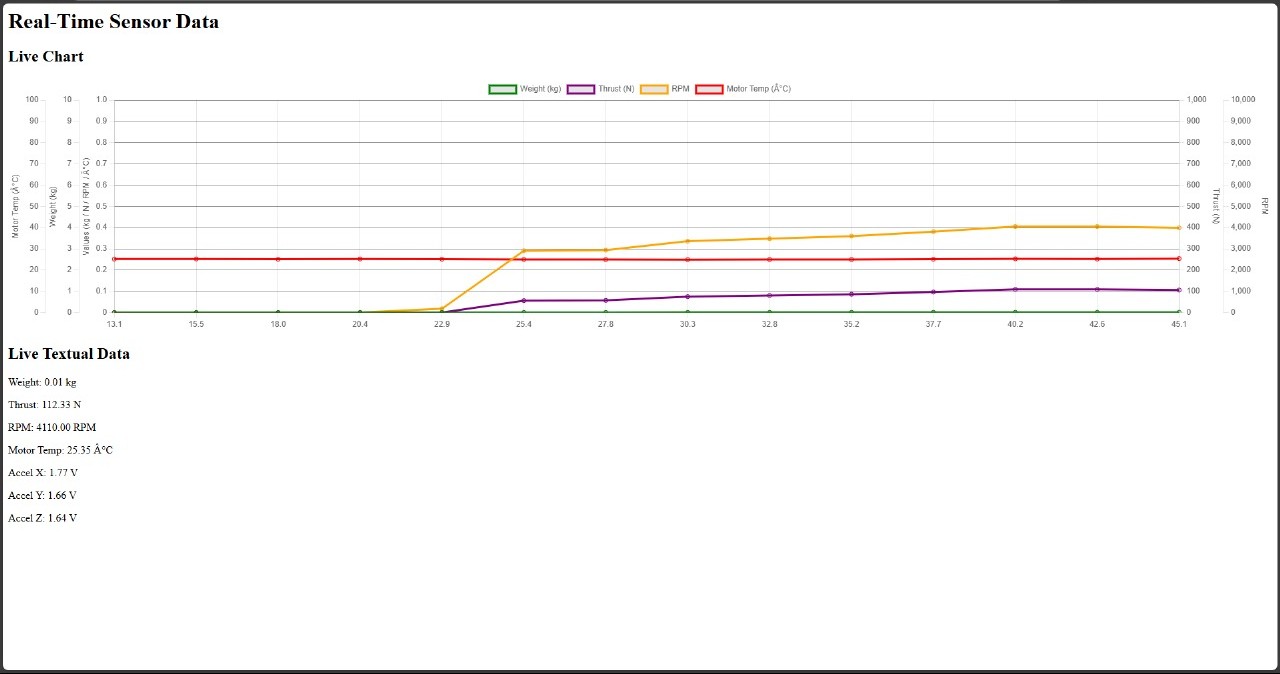 Real-Time Sensor Data
Live Chart
Weight (kg) Thrust (N) RPM Motor Temp (Â°C)
100 10 1.0 1,000 10,000
90 9 0.9 900 9,000
80 8 0.8 800 8,000
70 7 0.7 700 7,000
60 6 0.6 600 6,000
50 5 0.5 500 5,000
40 4 0.4 400 4,000
30 3 0.3 300 3,000
20 2 0.2 200 2,000
10 1 0.1 100 1,000
0 0 0 0
Motor Temp (Â°C)
Weight (kg)
Values (kg / N / RPM / Â°C)
Thrust (N)
RPM
13.1 15.5 18.0 20.4 22.9 25.4 27.8 30.3 32.8 35.2 37.7 40.2 42.6 45.1
Live Textual Data
Weight: 0.01 kg
Thrust: 112.33 N
RPM: 4110.00 RPM
Motor Temp: 25.35 Â°C
Accel X: 1.77 V
Accel Y: 1.66 V
Accel Z: 1.64 V